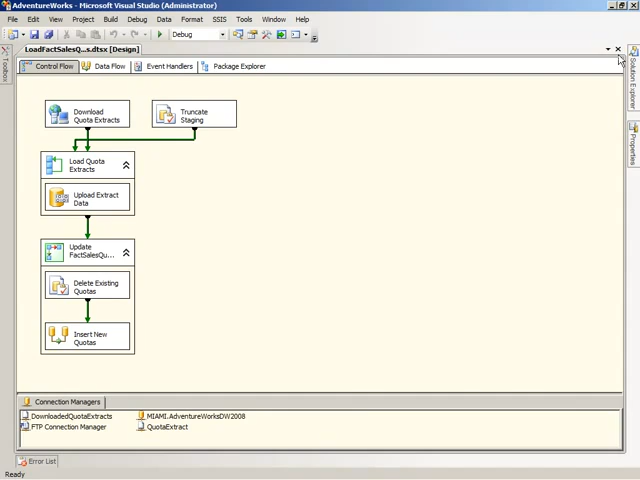 AdventureWorks - Microsoft Visual Studio (Administrator)
File Edit View Project Build Debug Data Format SSIS Tools Window Help
Debug
LoadFactSalesQ...s.dtsx [Design]
Control Flow Data Flow Event Handlers Package Explorer
Toolbox
Solution Explorer
Properties
Download
Quota Extracts
Truncate
Staging
Load Quota
Extracts
Upload Extract
Data
Update
FactSalesQu...
Delete Existing
Quotas
Insert New
Quotas
Connection Managers
DownloadedQuotaExtracts MIAMI.AdventureWorksDW2008
FTP Connection Manager QuotaExtract
Error List
Ready